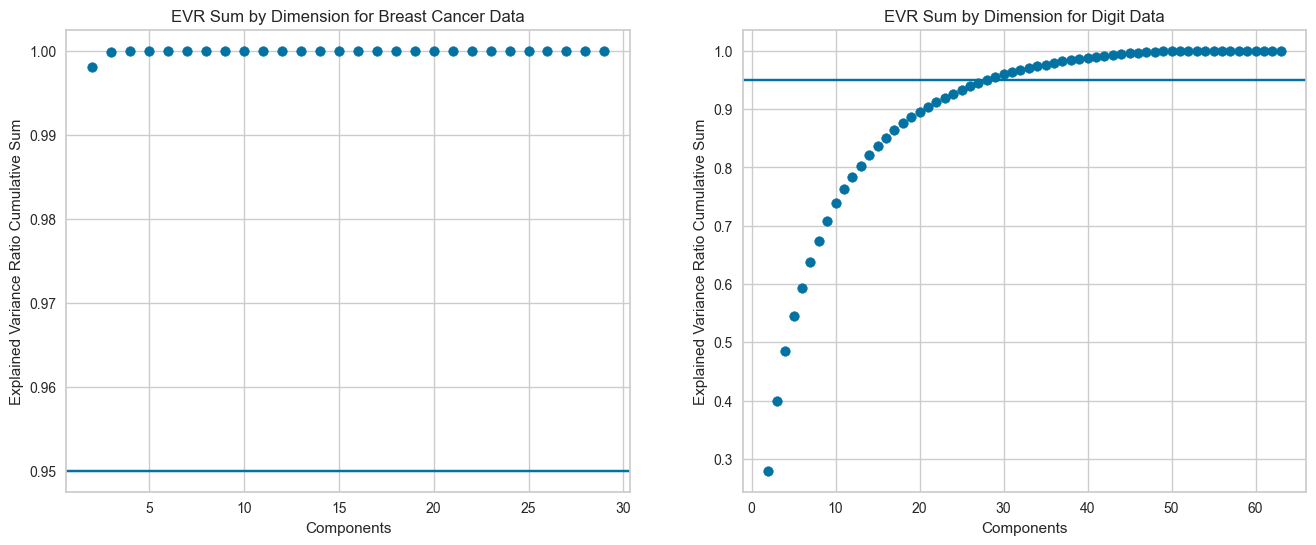 EVR Sum by Dimension for Breast Cancer Data
Explained Variance Ratio Cumulative Sum
1.00
0.99
0.98
0.97
0.96
0.95
5 10 15 20 25 30
Components
EVR Sum by Dimension for Digit Data
Explained Variance Ratio Cumulative Sum
1.0
0.9
0.8
0.7
0.6
0.5
0.4
0.3
0 10 20 30 40 50 60
Components